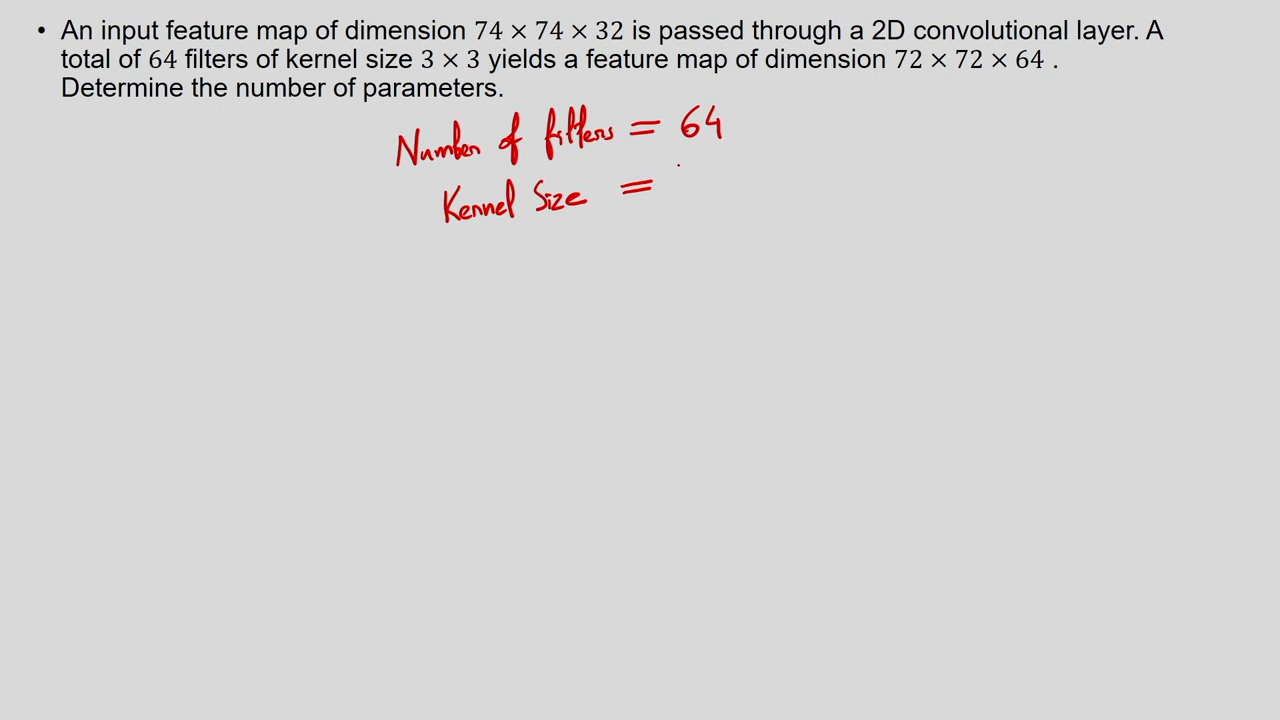 • An input feature map of dimension 74 × 74 × 32 is passed through a 2D convolutional layer. A
total of 64 filters of kernel size 3 × 3 yields a feature map of dimension 72 × 72 × 64 .
Determine the number of parameters.
Number of filters = 64
Kernel Size =